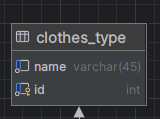 clothes_type
name varchar(45)
id int